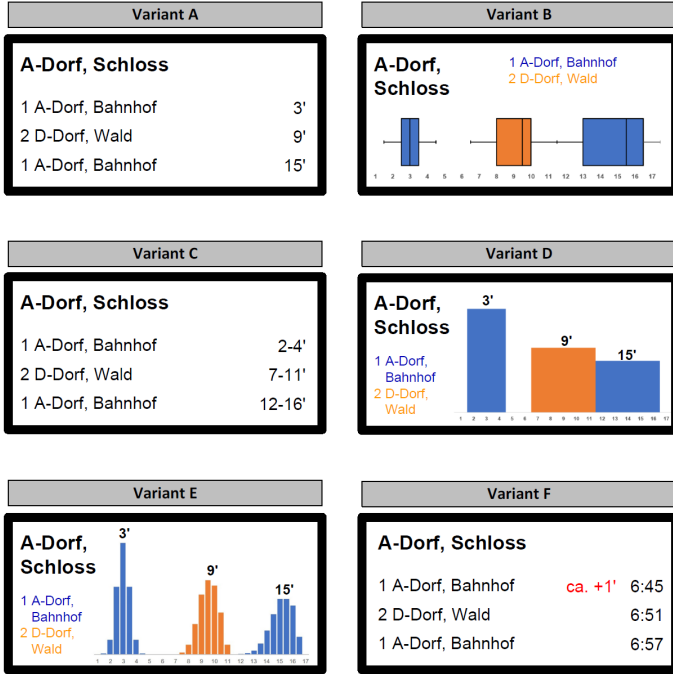 Variant A
A-Dorf, Schloss
1 A-Dorf, Bahnhof 3'
2 D-Dorf, Wald 9'
1 A-Dorf, Bahnhof 15'
Variant B
A-Dorf,
Schloss
1 A-Dorf, Bahnhof
2 D-Dorf, Wald
1 2 3 4 5 6 7 8 9 10 11 12 13 14 15 16 17
Variant C
A-Dorf, Schloss
1 A-Dorf, Bahnhof 2-4'
2 D-Dorf, Wald 7-11'
1 A-Dorf, Bahnhof 12-16'
Variant D
A-Dorf,
Schloss
1 A-Dorf,
Bahnhof
2 D-Dorf,
Wald
3'
9'
15'
1 2 3 4 5 6 7 8 9 10 11 12 13 14 15 16 17
Variant E
A-Dorf,
Schloss
1 A-Dorf,
Bahnhof
2 D-Dorf,
Wald
3'
9'
15'
1 2 3 4 5 6 7 8 9 10 11 12 13 14 15 16 17
Variant F
A-Dorf, Schloss
1 A-Dorf, Bahnhof ca. +1' 6:45
2 D-Dorf, Wald 6:51
1 A-Dorf, Bahnhof 6:57